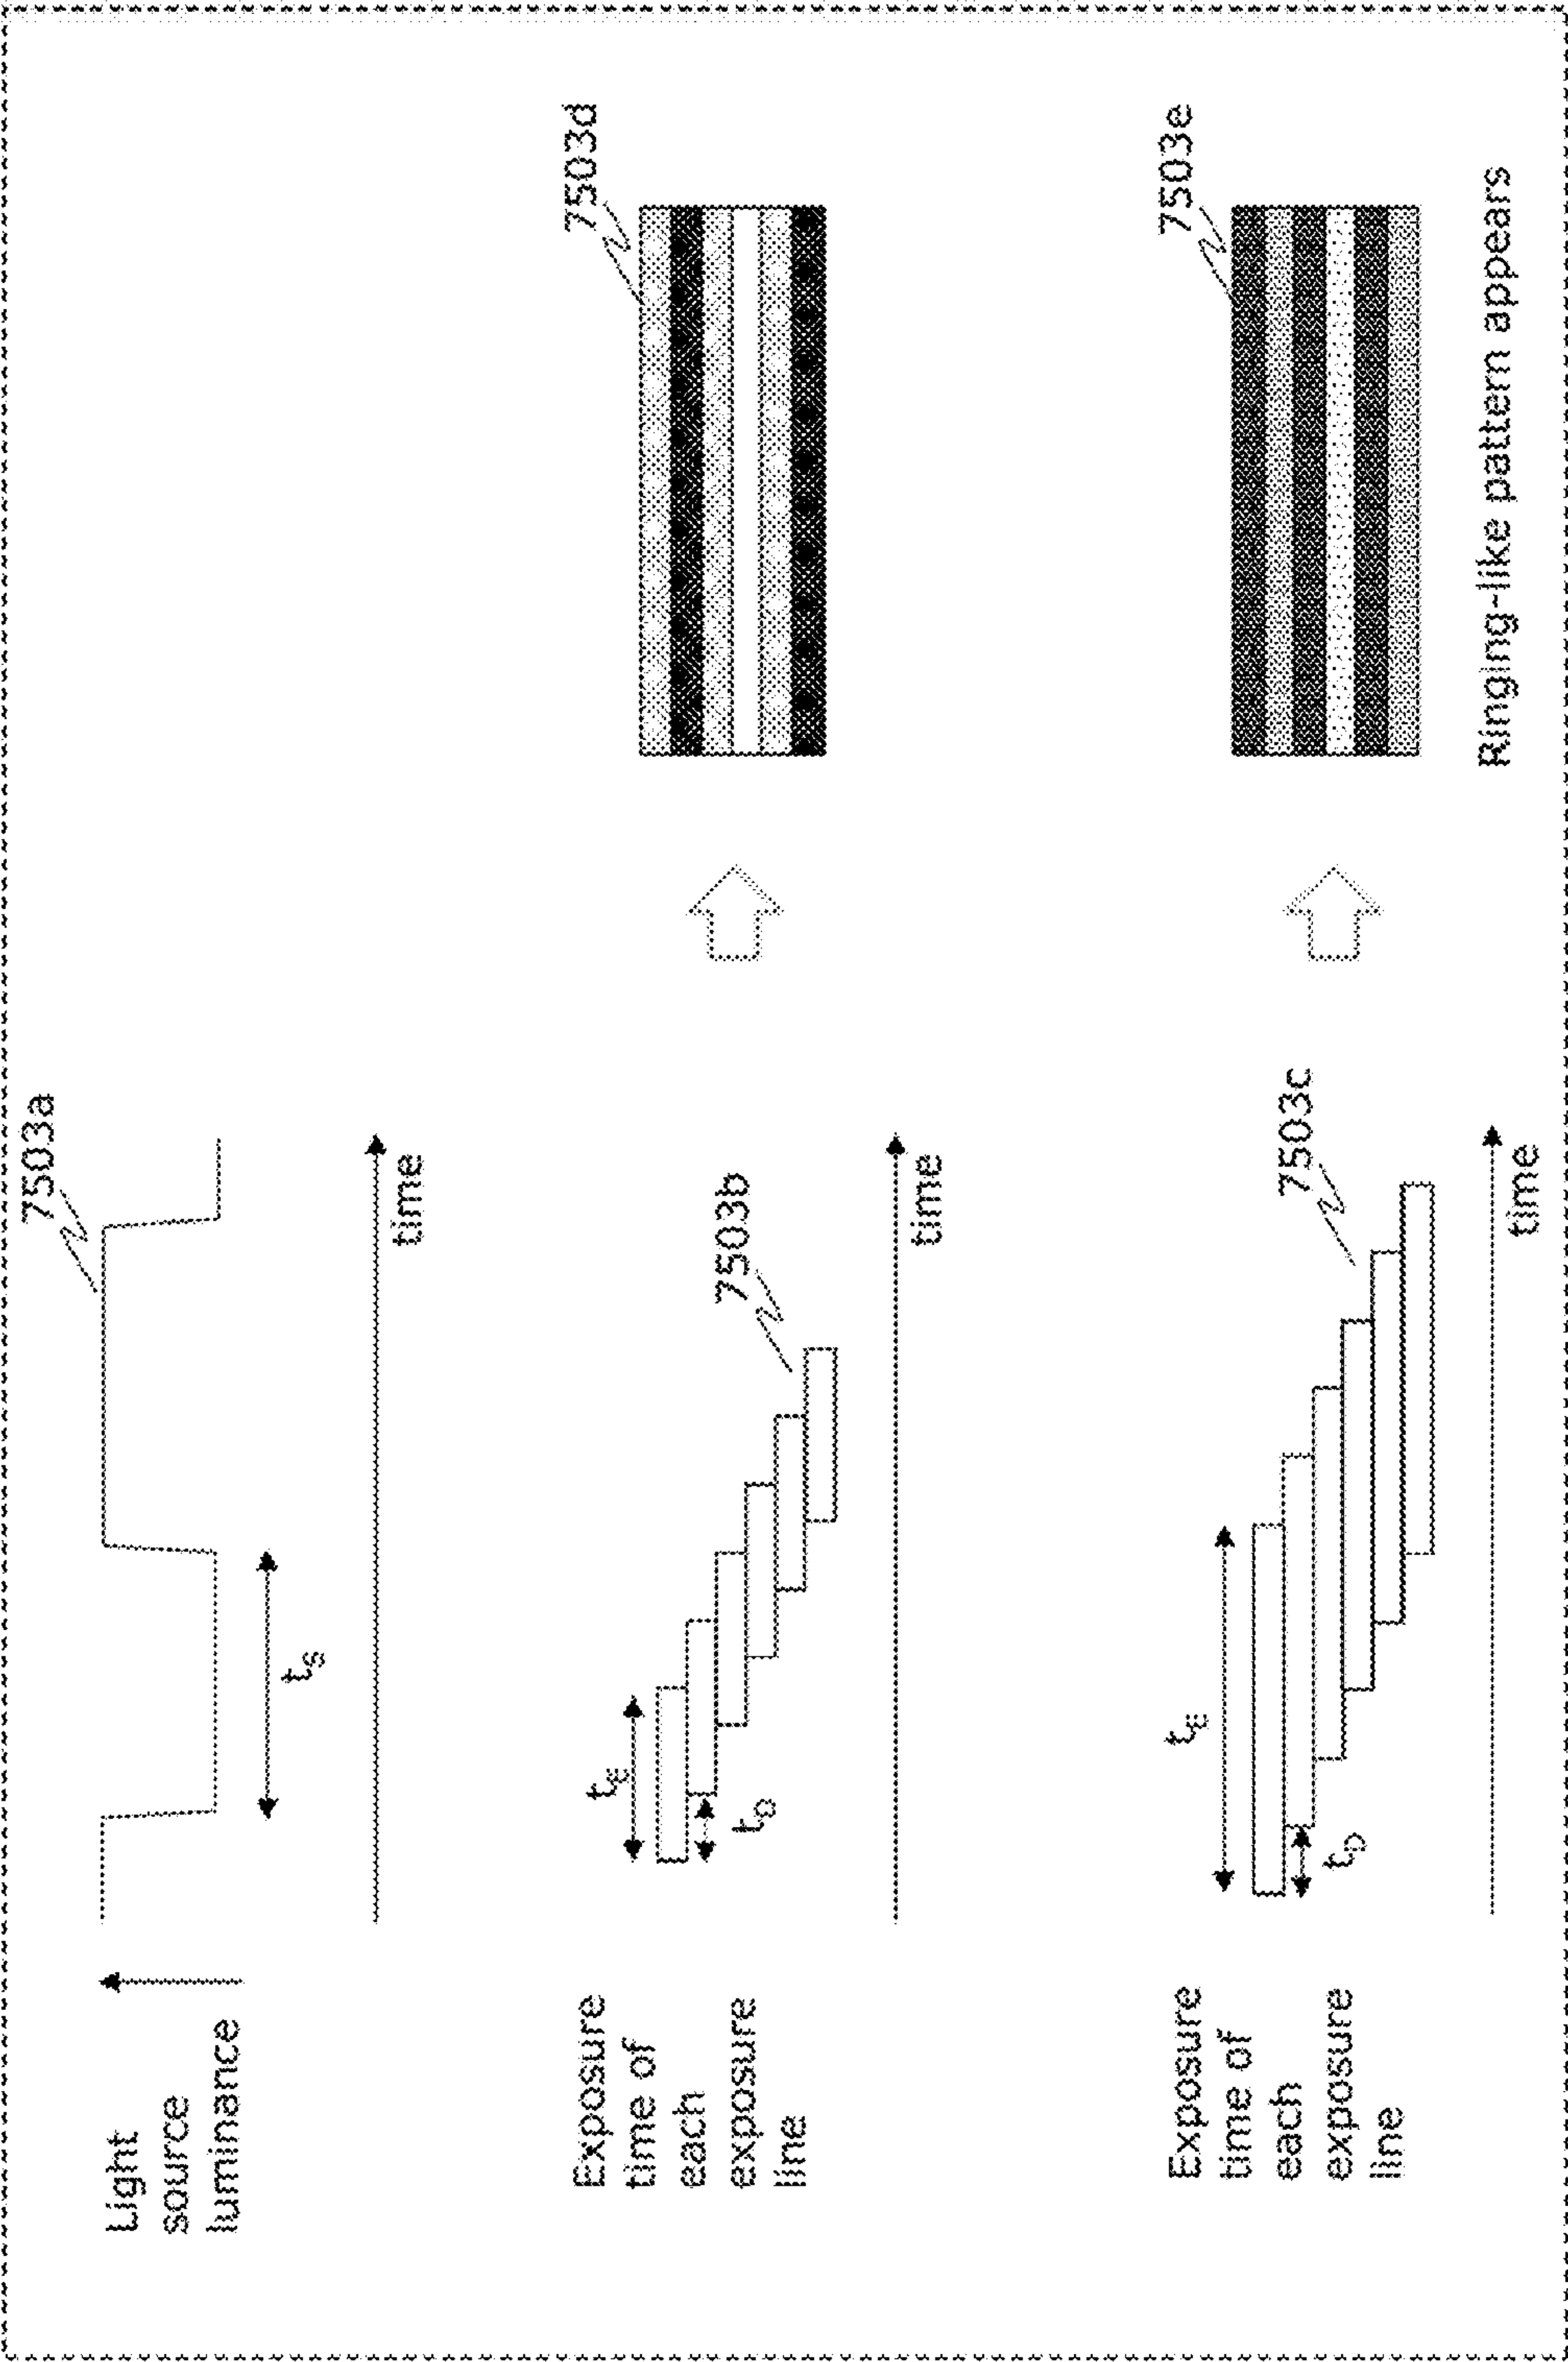 7503a
Light
source
luminance
tS
time
7503b
7503d
Exposure
time of
each
exposure
line
tE
tD
time
7503c
7503e
Exposure
time of
each
exposure
line
tE
tD
time
Ringing-like pattern appears